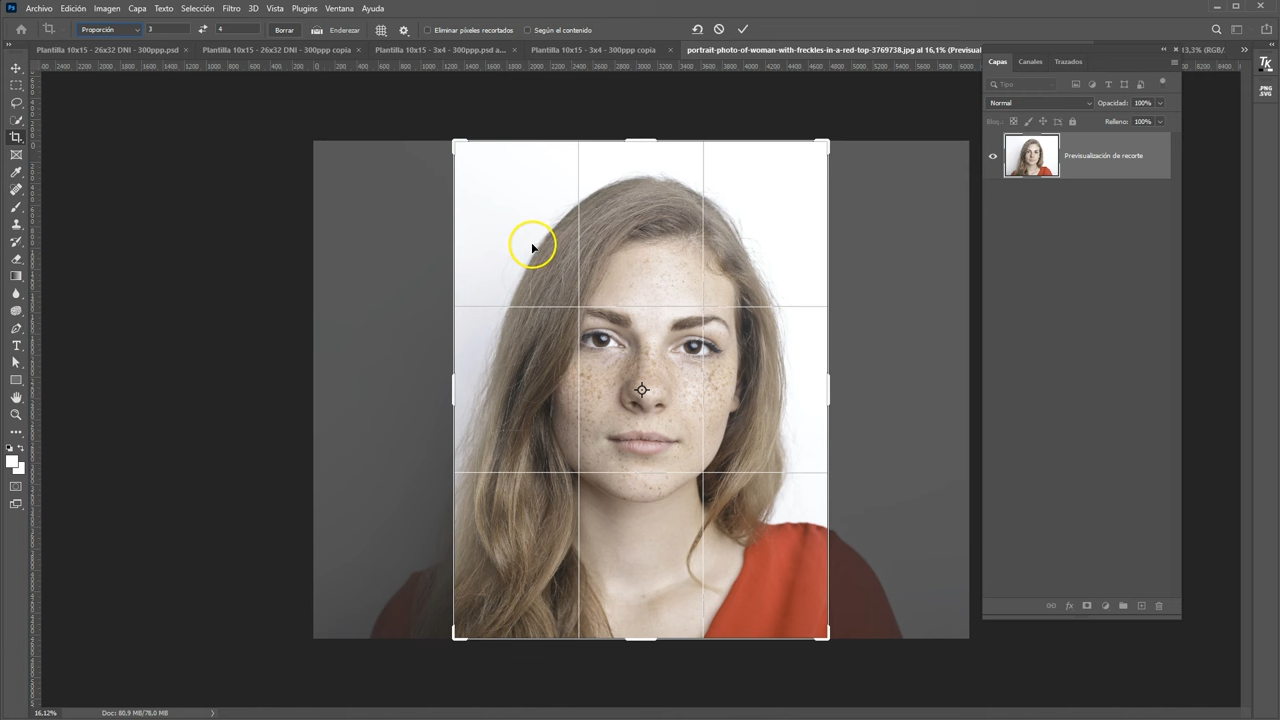 Archivo Edición Imagen Capa Texto Selección Filtro 3D Vista Plugins Ventana Ayuda
Proporción 3 4 Borrar Enderezar Eliminar píxeles recortados Según el contenido
Plantilla 10x15 - 26x32 DNI - 300ppp.psd × Plantilla 10x15 - 26x32 DNI - 300ppp copia × Plantilla 10x15 - 3x4 - 300ppp.psd a... × Plantilla 10x15 - 3x4 - 300ppp copia × portrait-photo-of-woman-with-freckles-in-a-red-top-3769738.jpg al 16,1% (Previsual
Capas Canales Trazados
Tipo
Normal Opacidad: 100%
Bloq.: Relleno: 100%
Previsualización de recorte
TK
PNG
SVG
16,12% Doc: 80,9 MB/78,0 MB